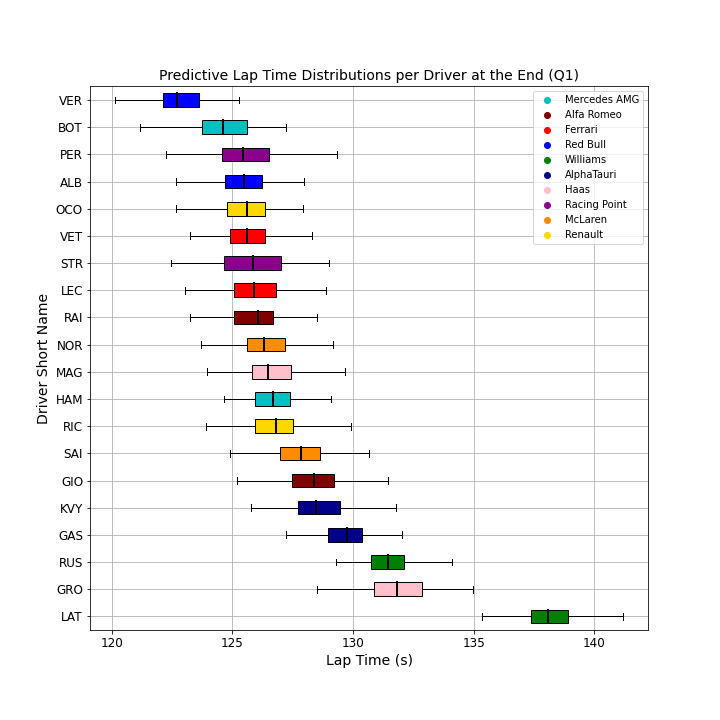 Predictive Lap Time Distributions per Driver at the End (Q1)
Driver Short Name
VER
BOT
PER
ALB
OCO
VET
STR
LEC
RAI
NOR
MAG
HAM
RIC
SAI
GIO
KVY
GAS
RUS
GRO
LAT
Mercedes AMG
Alfa Romeo
Ferrari
Red Bull
Williams
AlphaTauri
Haas
Racing Point
McLaren
Renault
120 125 130 135 140
Lap Time (s)